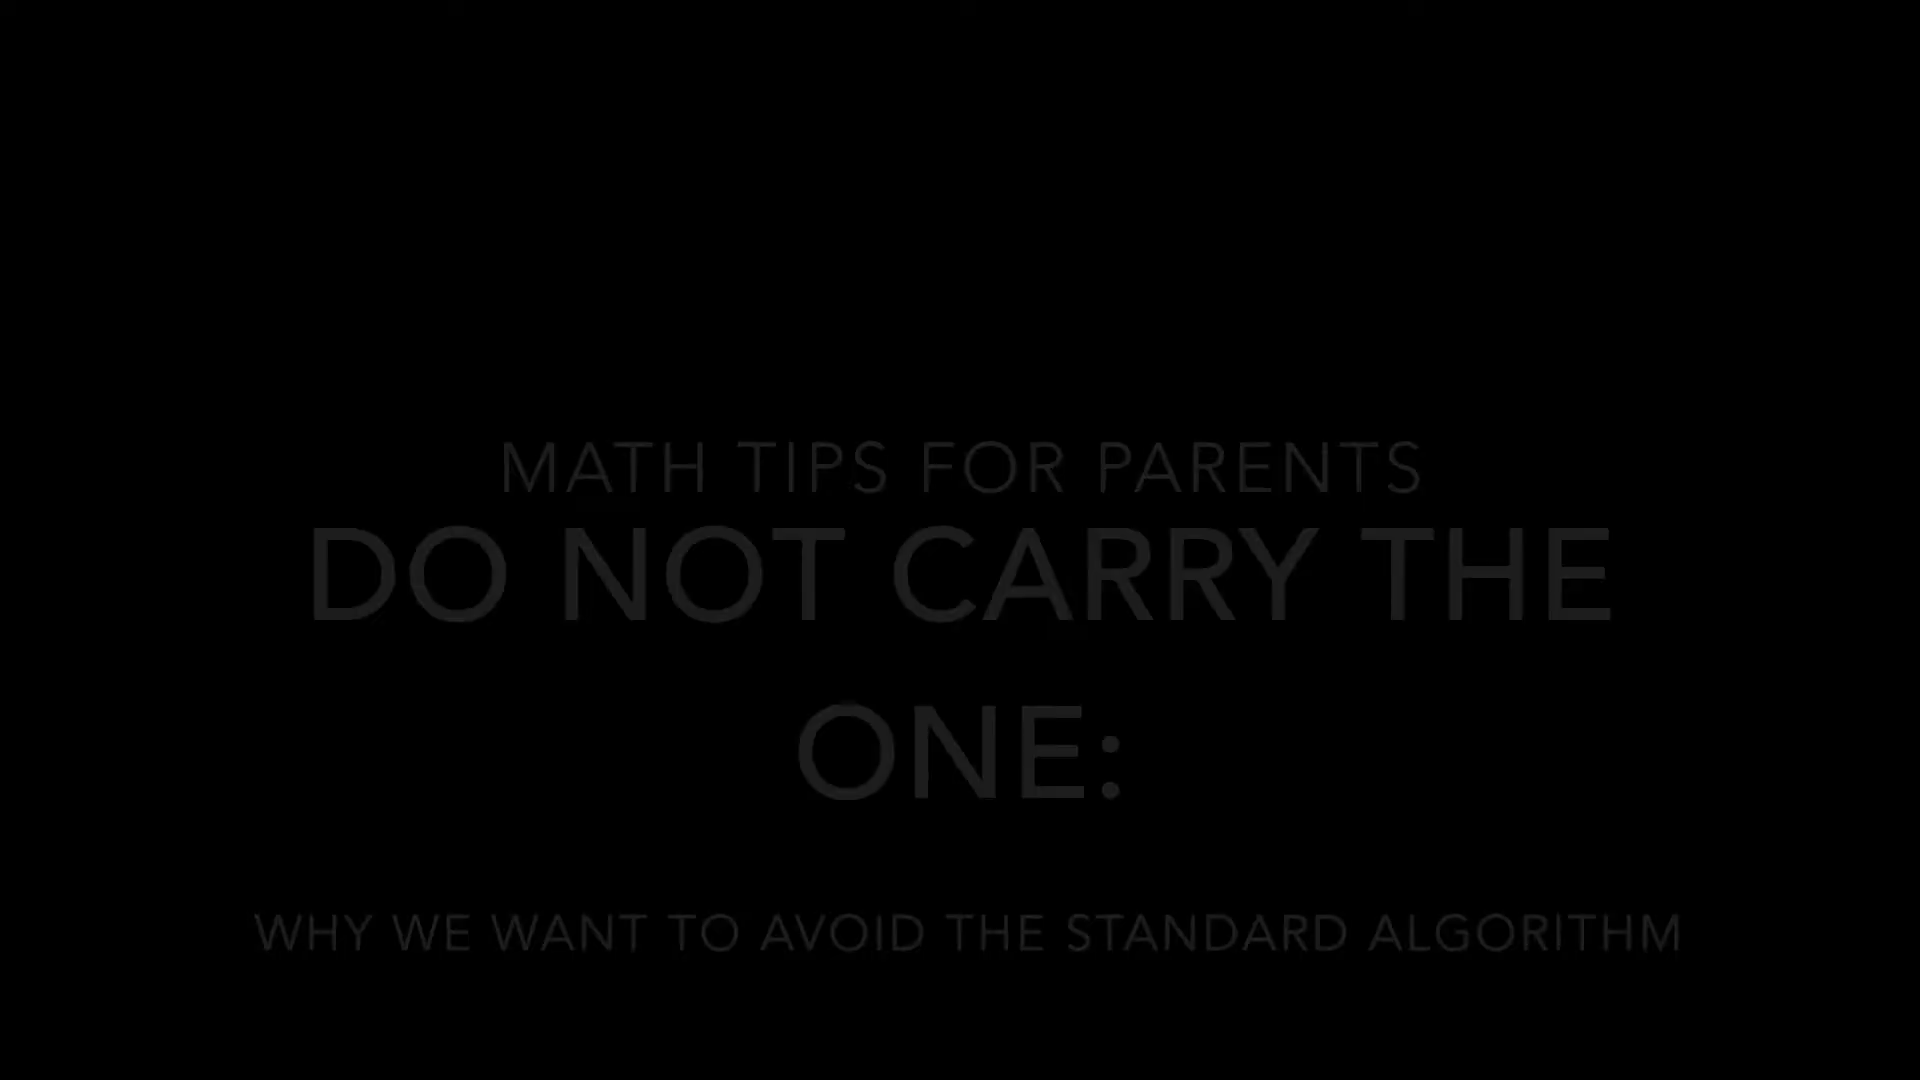 MATH TIPS FOR PARENTS
DO NOT CARRY THE
ONE:
WHY WE WANT TO AVOID THE STANDARD ALGORITHM